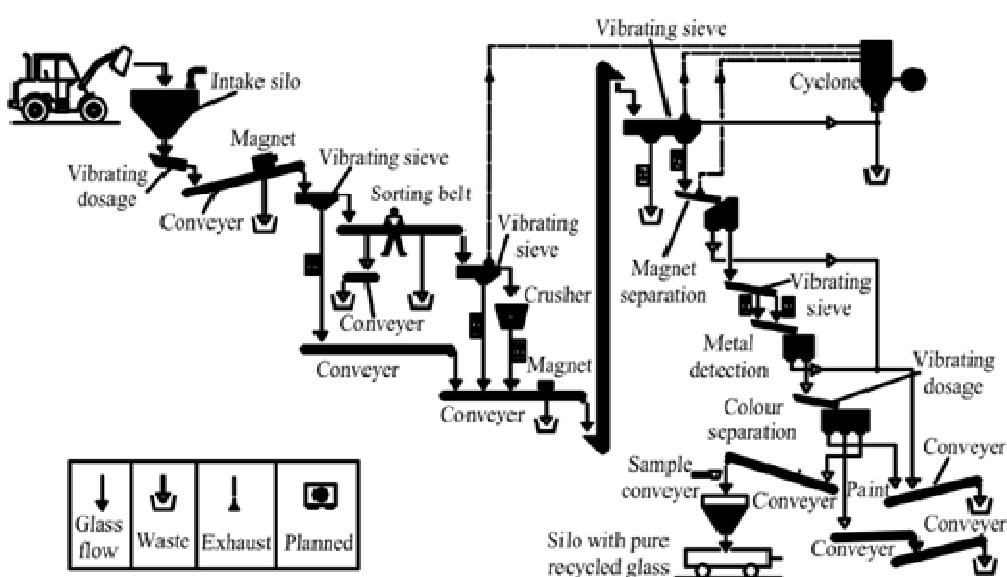 Vibrating sieve
Cyclone
Intake silo
Magnet
Vibrating
dosage
Vibrating sieve
Conveyer
Sorting belt
Vibrating
sieve
Magnet
separation
Vibrating
sieve
Conveyer
Crusher
Metal
detection
Vibrating
dosage
Conveyer
Magnet
Conveyer
Colour
separation
Conveyer
Sample
conveyer
Conveyer
Paint
Conveyer
Conveyer
Silo with pure
recycled glass
Glass
flow
Waste
Exhaust
Planned